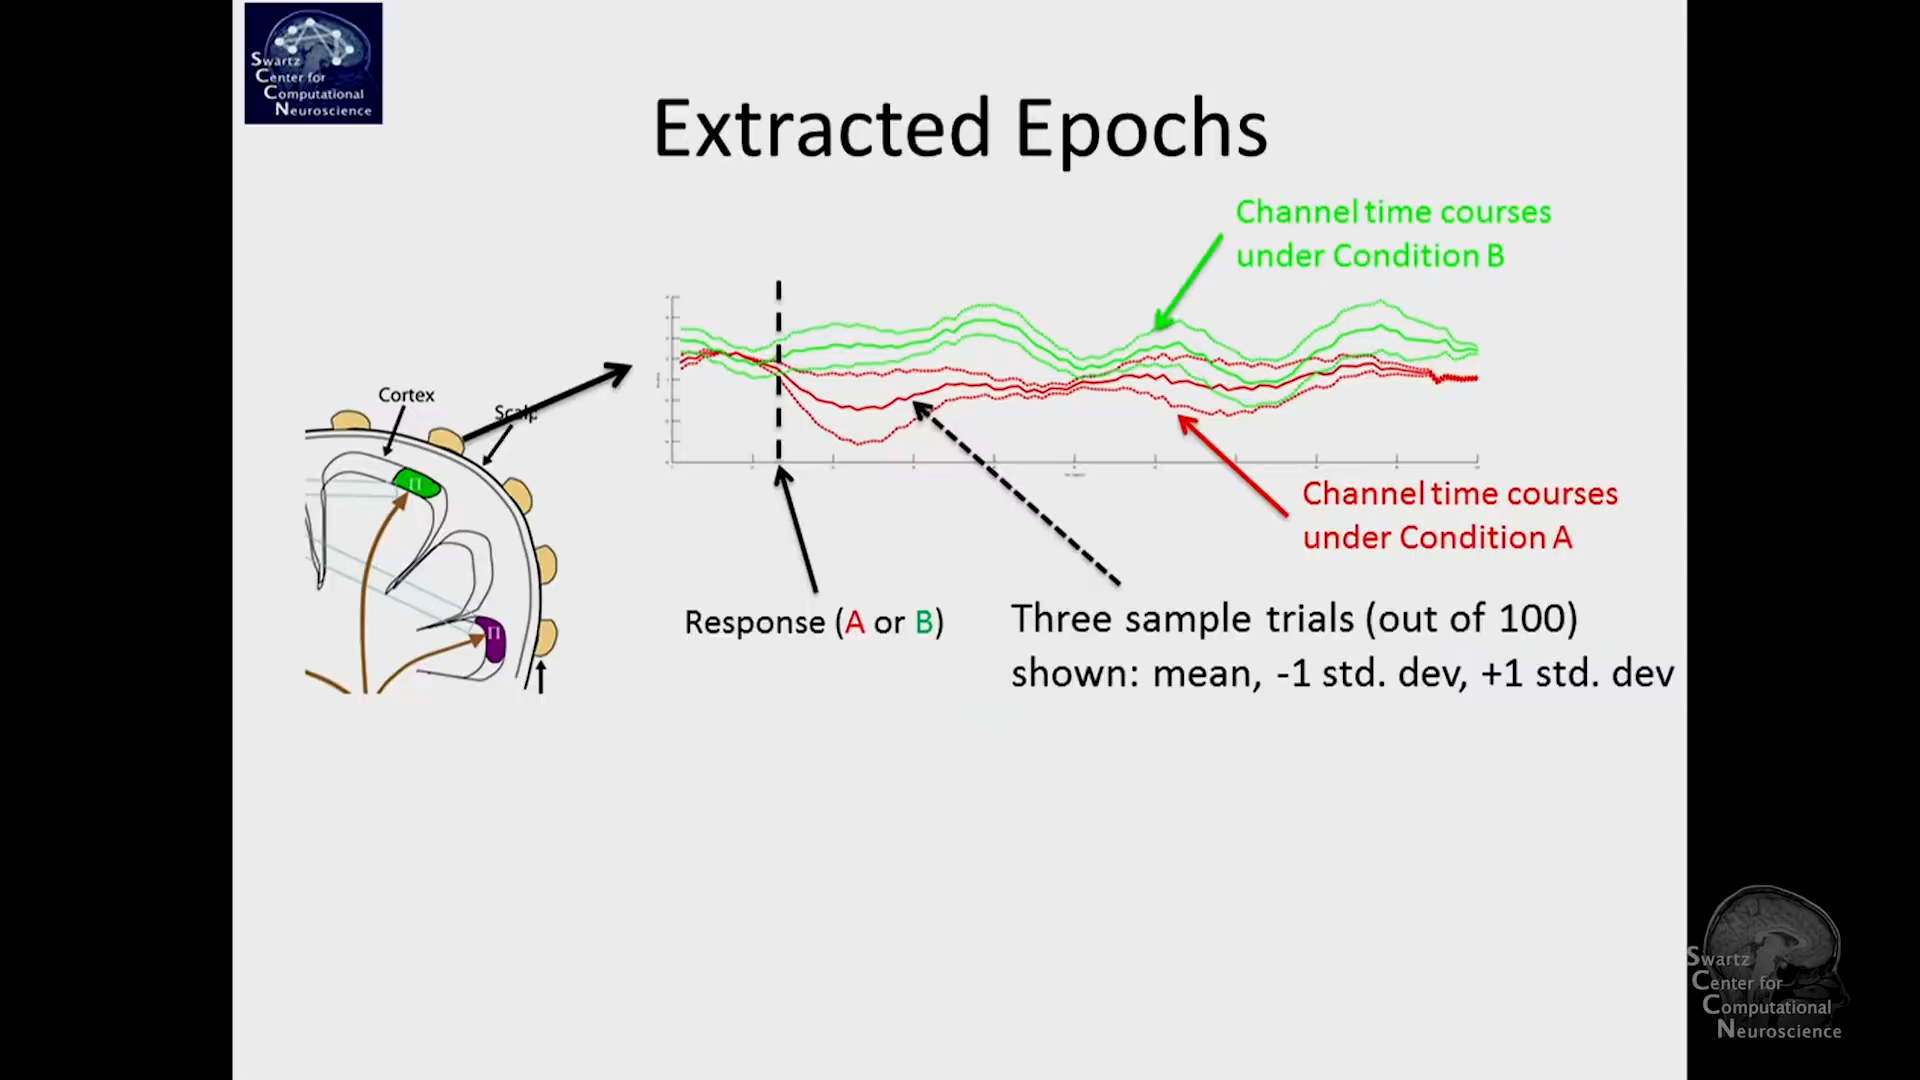 Swartz
Center for
Computational
Neuroscience
Extracted Epochs
Channel time courses
under Condition B
Cortex
Scalp
Π
Π
Channel time courses
under Condition A
Response (A or B)
Three sample trials (out of 100)
shown: mean, -1 std. dev, +1 std. dev
Swartz
Center for
Computational
Neuroscience